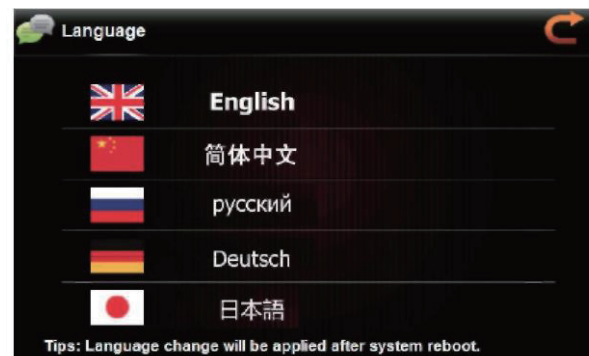 Language
English
简体中文
русский
Deutsch
日本語
Tips: Language change will be applied after system reboot.